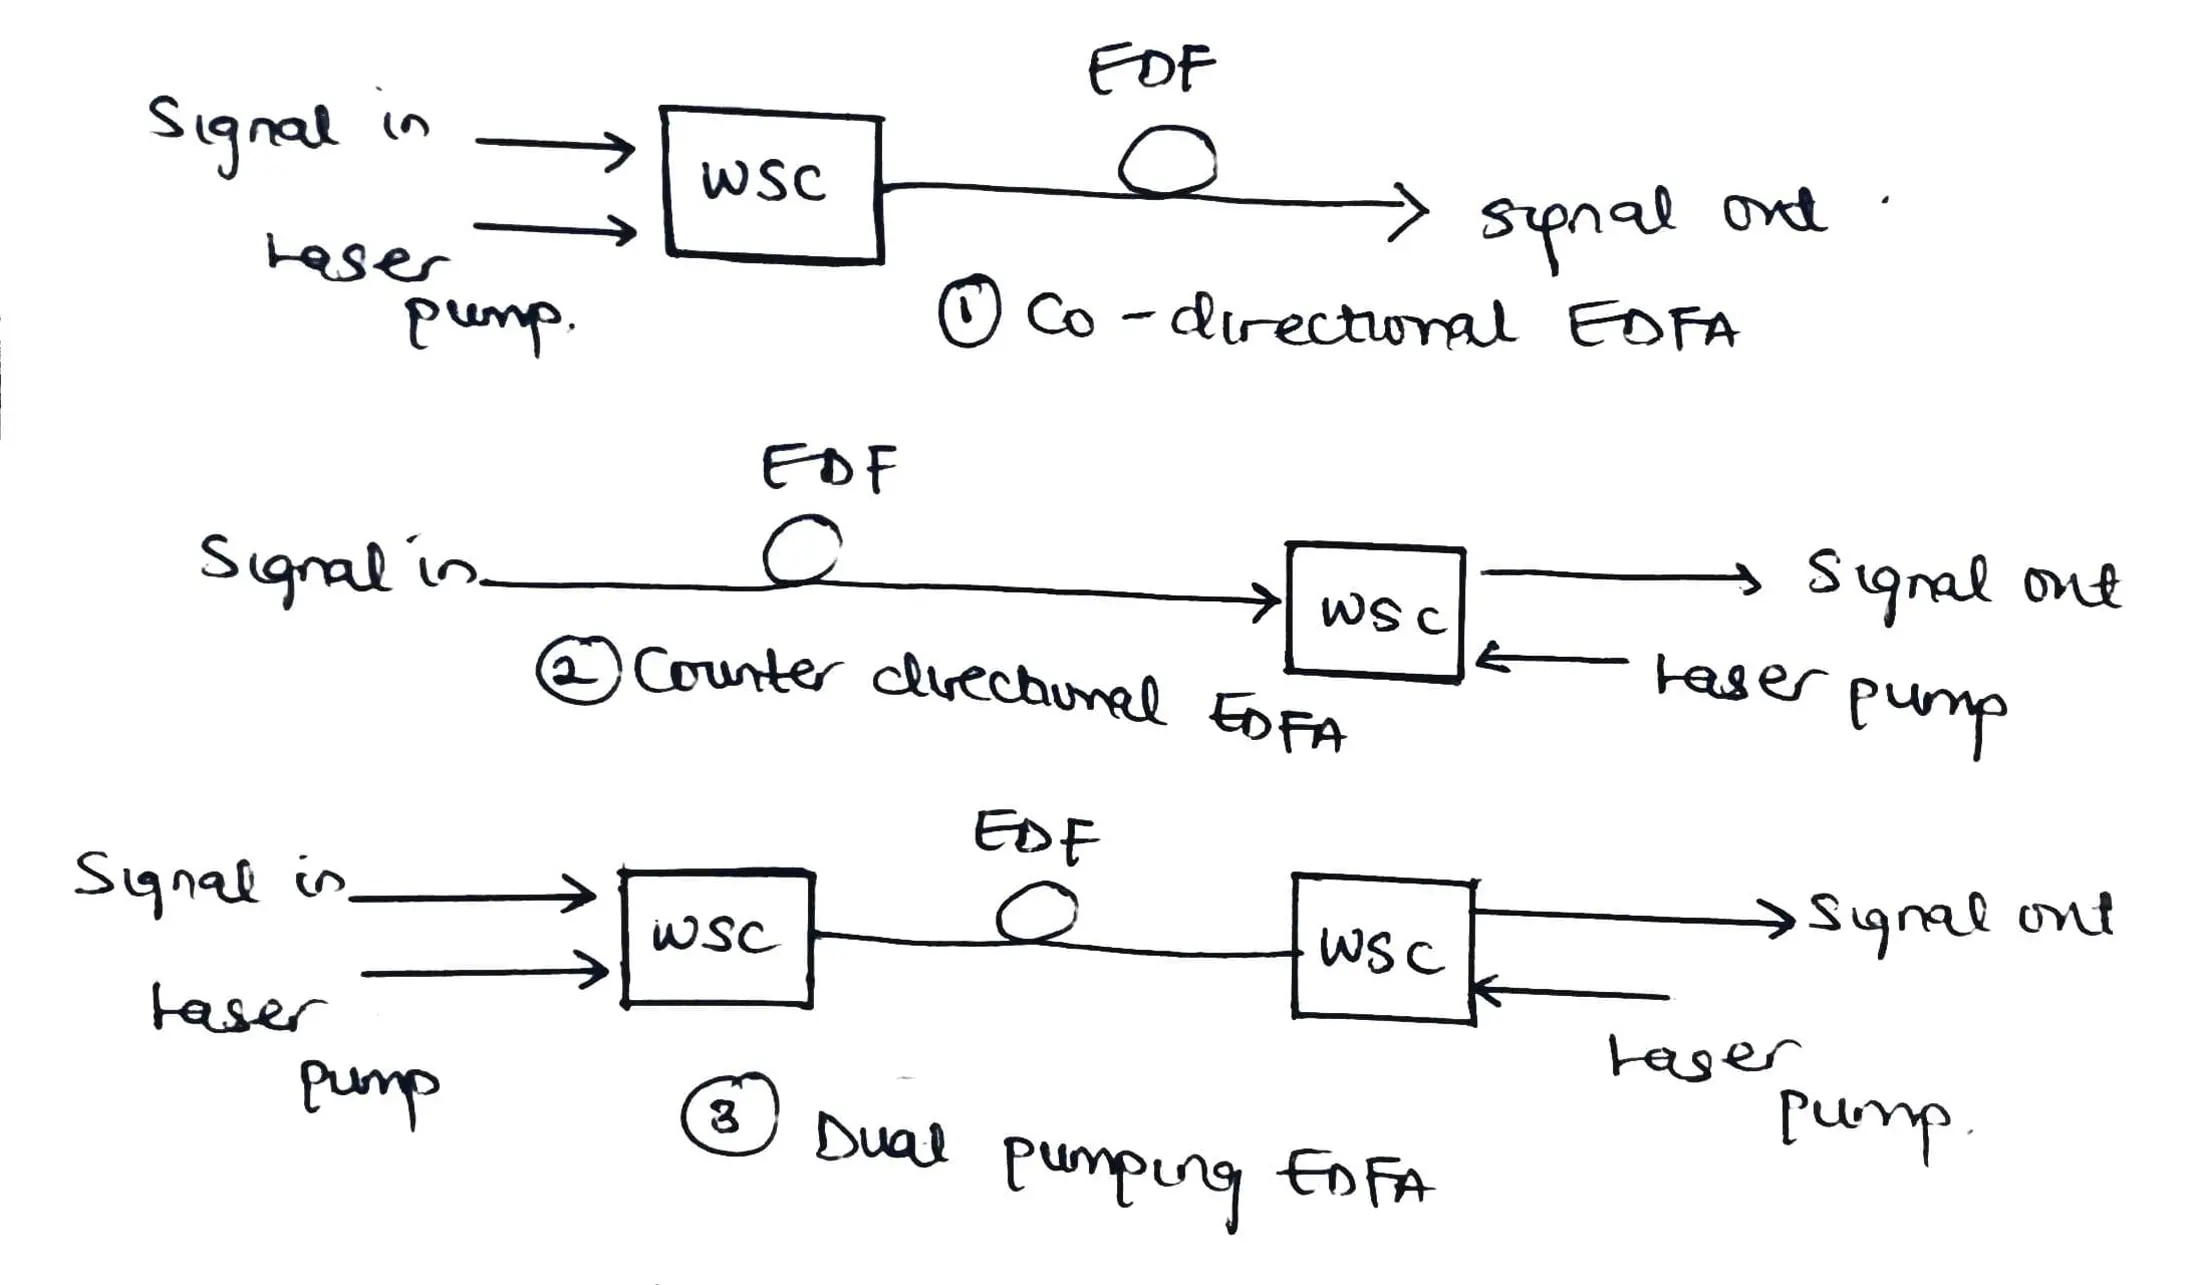 EDF
Signal in
WSC
signal out
Laser
pump.
① Co-directional EDFA
EDF
Signal in
WSC
Signal out
Laser pump
② Counter directional EDFA
EDF
Signal in
WSC
WSC
Signal out
Laser
pump
Laser
pump.
③ Dual pumping EDFA